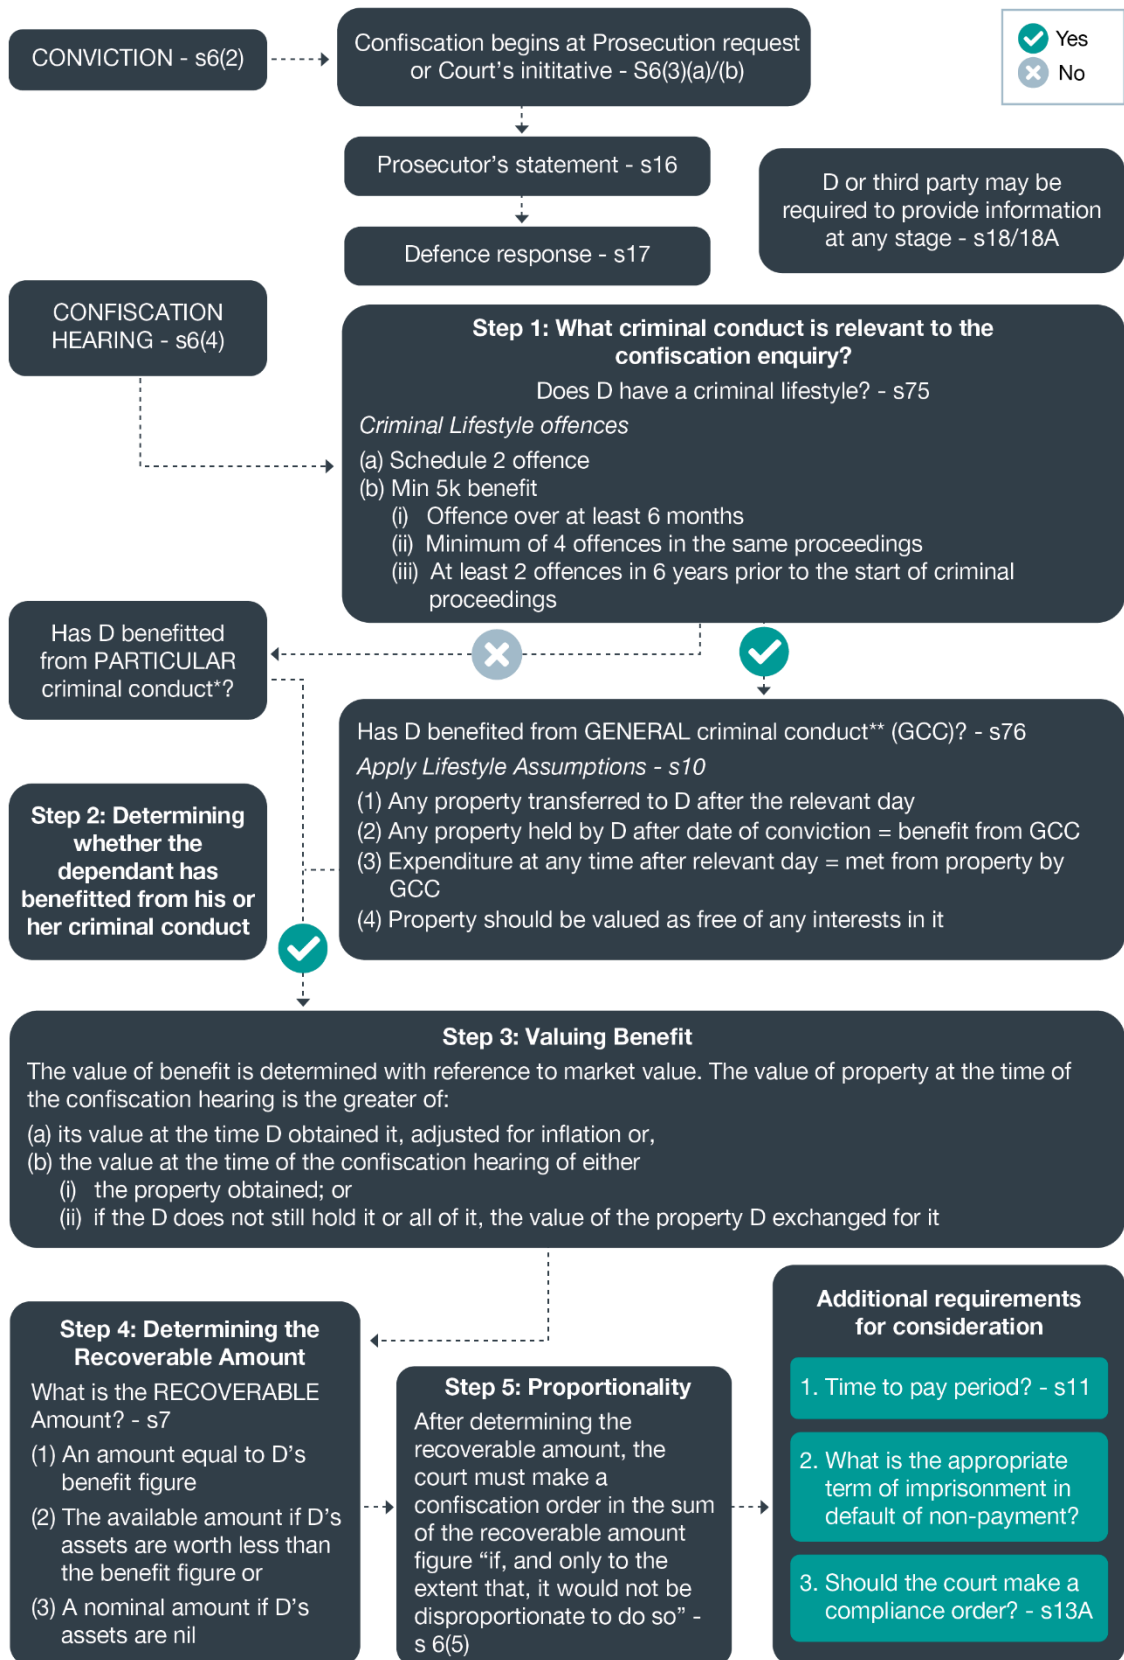 CONVICTION - s6(2)
Confiscation begins at Prosecution request
or Court's inititative - S6(3)(a)/(b)
Yes
No
Prosecutor's statement - s16
D or third party may be
required to provide information
at any stage - s18/18A
Defence response - s17
CONFISCATION
HEARING - s6(4)
Step 1: What criminal conduct is relevant to the
confiscation enquiry?
Does D have a criminal lifestyle? - s75
Criminal Lifestyle offences
(a) Schedule 2 offence
(b) Min 5k benefit
(i) Offence over at least 6 months
(ii) Minimum of 4 offences in the same proceedings
(iii) At least 2 offences in 6 years prior to the start of criminal
proceedings
Has D benefitted
from PARTICULAR
criminal conduct*?
Has D benefited from GENERAL criminal conduct** (GCC)? - s76
Apply Lifestyle Assumptions - s10
(1) Any property transferred to D after the relevant day
(2) Any property held by D after date of conviction = benefit from GCC
(3) Expenditure at any time after relevant day = met from property by
GCC
(4) Property should be valued as free of any interests in it
Step 2: Determining
whether the
dependant has
benefitted from his or
her criminal conduct
Step 3: Valuing Benefit
The value of benefit is determined with reference to market value. The value of property at the time of
the confiscation hearing is the greater of:
(a) its value at the time D obtained it, adjusted for inflation or,
(b) the value at the time of the confiscation hearing of either
(i) the property obtained; or
(ii) if the D does not still hold it or all of it, the value of the property D exchanged for it
Step 4: Determining the
Recoverable Amount
What is the RECOVERABLE
Amount? - s7
(1) An amount equal to D's
benefit figure
(2) The available amount if D's
assets are worth less than
the benefit figure or
(3) A nominal amount if D's
assets are nil
Step 5: Proportionality
After determining the
recoverable amount, the
court must make a
confiscation order in the sum
of the recoverable amount
figure "if, and only to the
extent that, it would not be
disproportionate to do so" -
s 6(5)
Additional requirements
for consideration
1. Time to pay period? - s11
2. What is the appropriate
term of imprisonment in
default of non-payment?
3. Should the court make a
compliance order? - s13A